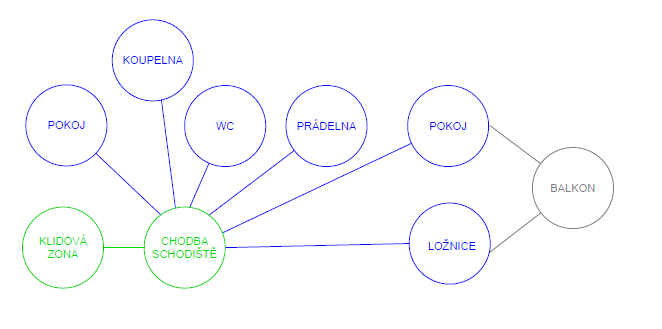 KOUPELNA
POKOJ
WC
PRÁDELNA
POKOJ
BALKON
KLIDOVÁ
ZONA
CHODBA
SCHODIŠTĚ
LOŽNICE